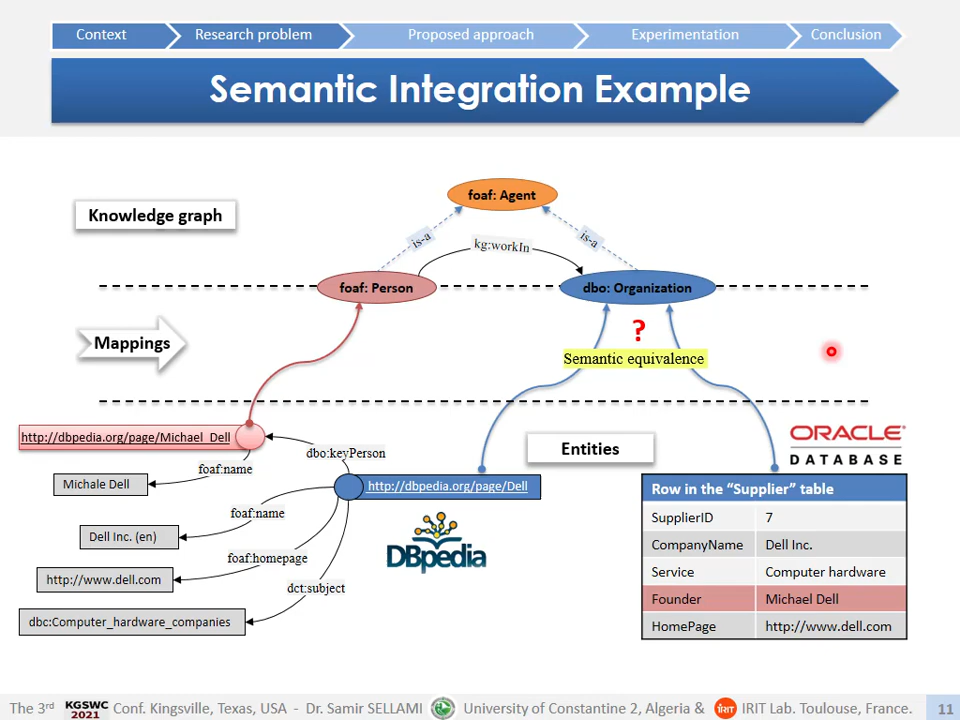 Context
Research problem
Proposed approach
Experimentation
Conclusion
Semantic Integration Example
Knowledge graph
foaf: Agent
is-a
kg:workIn
is-a
foaf: Person
dbo: Organization
Mappings
?
Semantic equivalence
http://dbpedia.org/page/Michael_Dell
dbo:keyPerson
Entities
ORACLE
DATABASE
foaf:name
Michale Dell
http://dbpedia.org/page/Dell
foaf:name
Dell Inc. (en)
foaf:homepage
http://www.dell.com
dct:subject
dbc:Computer_hardware_companies
DBpedia
Row in the “Supplier” table
SupplierID 7
CompanyName Dell Inc.
Service Computer hardware
Founder Michael Dell
HomePage http://www.dell.com
The 3rd KGSWC 2021 Conf. Kingsville, Texas, USA - Dr. Samir SELLAMI University of Constantine 2, Algeria & IRIT IRIT Lab. Toulouse, France. 11